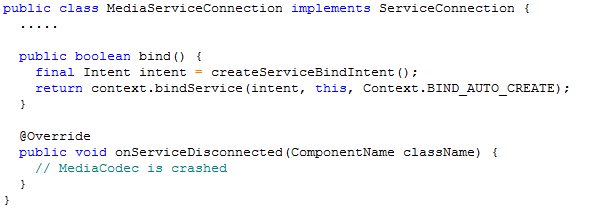 public class MediaServiceConnection implements ServiceConnection {
  .....

  public boolean bind() {
    final Intent intent = createServiceBindIntent();
    return context.bindService(intent, this, Context.BIND_AUTO_CREATE);
  }

  @Override
  public void onServiceDisconnected(ComponentName className) {
    // MediaCodec is crashed
  }
}